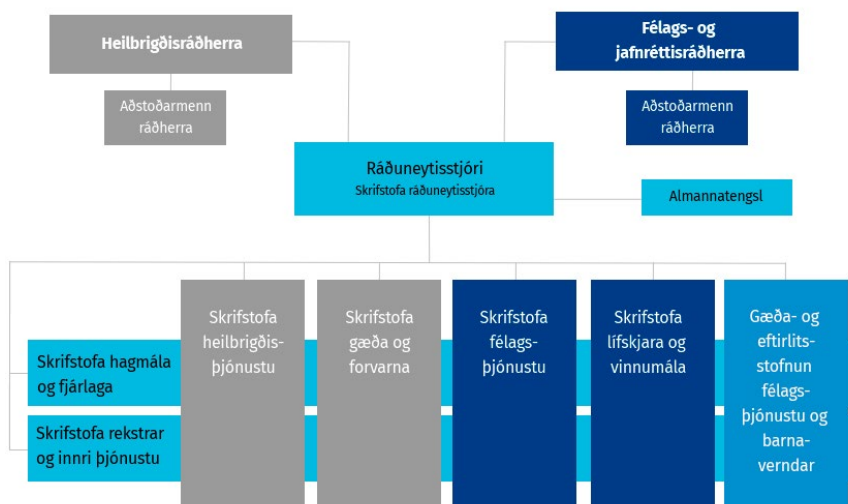 Heilbrigðisráðherra
Félags- og
jafnréttisráðherra
Aðstoðarmenn
ráðherra
Aðstoðarmenn
ráðherra
Ráðuneytisstjóri
Skrifstofa ráðuneytisstjóra
Almannatengsl
Skrifstofa
heilbrigðis-
þjónustu
Skrifstofa
gæða og
forvarna
Skrifstofa
félags-
þjónustu
Skrifstofa
lífskjara og
vinnumála
Gæða- og
eftirlits-
stofnun
félags-
þjónustu og
barna-
verndar
Skrifstofa hagmála
og fjárlaga
Skrifstofa rekstrar
og innri þjónustu